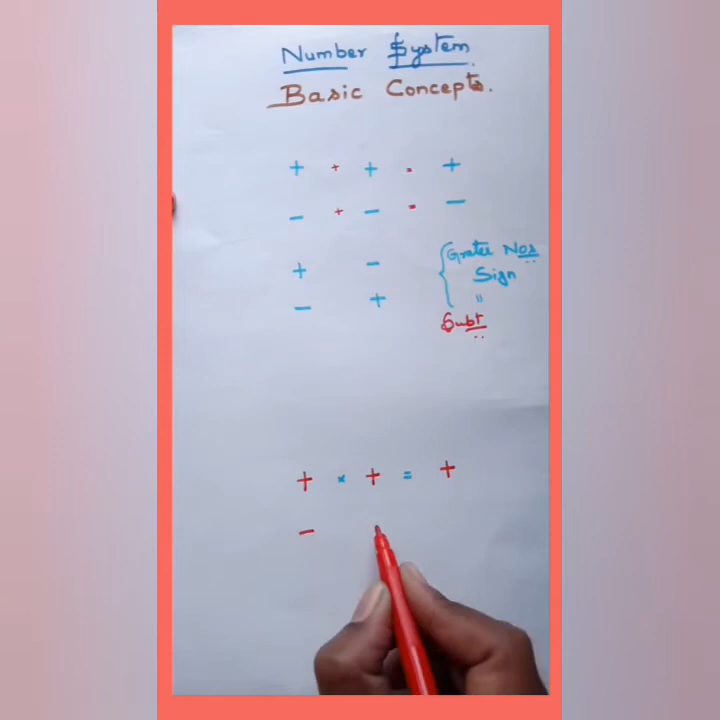 Number System
Basic Concepts.
+ + + = +
- + - = -
+ -
- +
Greater Nos
Sign
"
Subt
+ × + = +
-